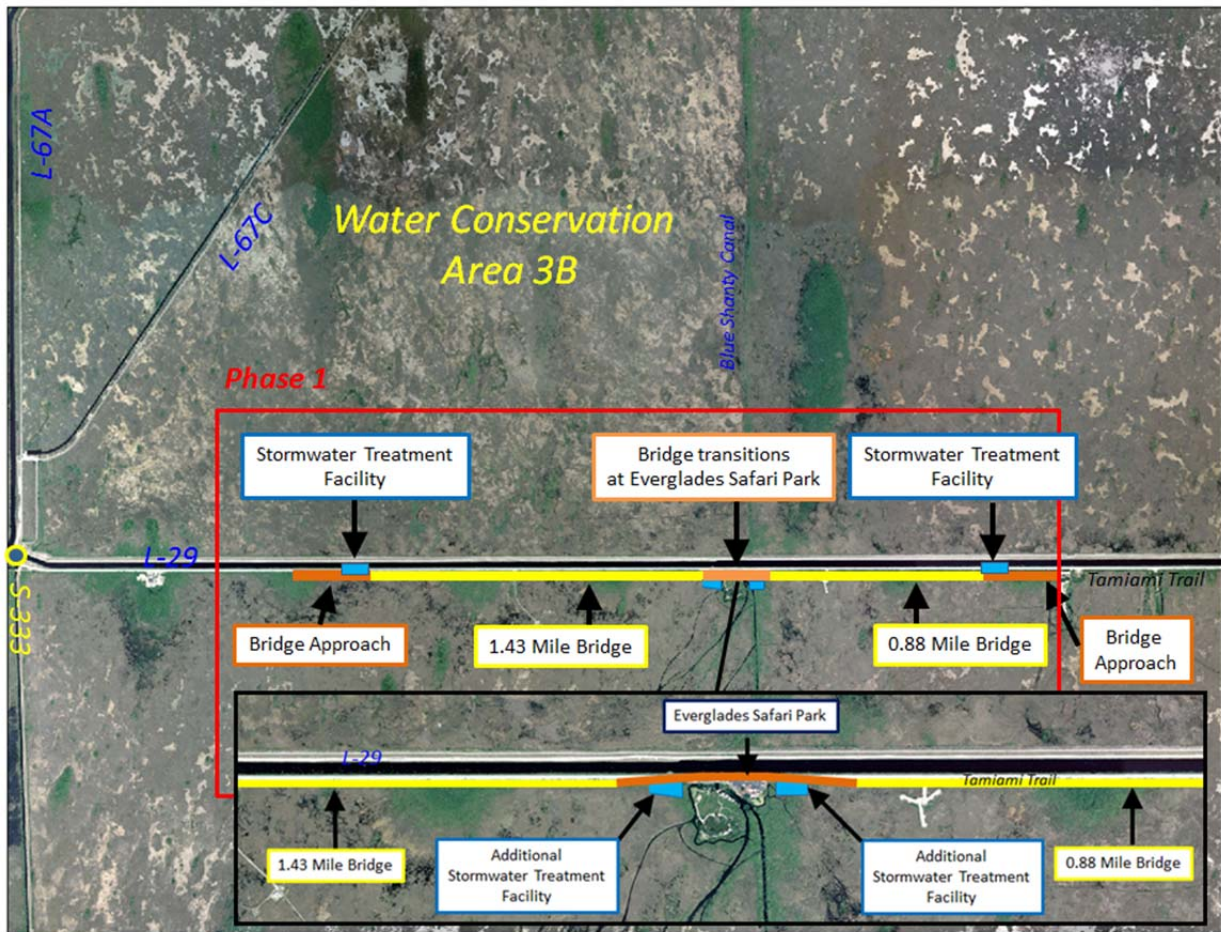 L-67A
L-67C
Water Conservation
Area 3B
Blue Shanty Canal
Phase 1
Stormwater Treatment
Facility
Bridge transitions
at Everglades Safari Park
Stormwater Treatment
Facility
L-29
Tamiami Trail
S-333
Bridge Approach
1.43 Mile Bridge
0.88 Mile Bridge
Bridge
Approach
Everglades Safari Park
L-29
Tamiami Trail
1.43 Mile Bridge
Additional
Stormwater Treatment
Facility
Additional
Stormwater Treatment
Facility
0.88 Mile Bridge